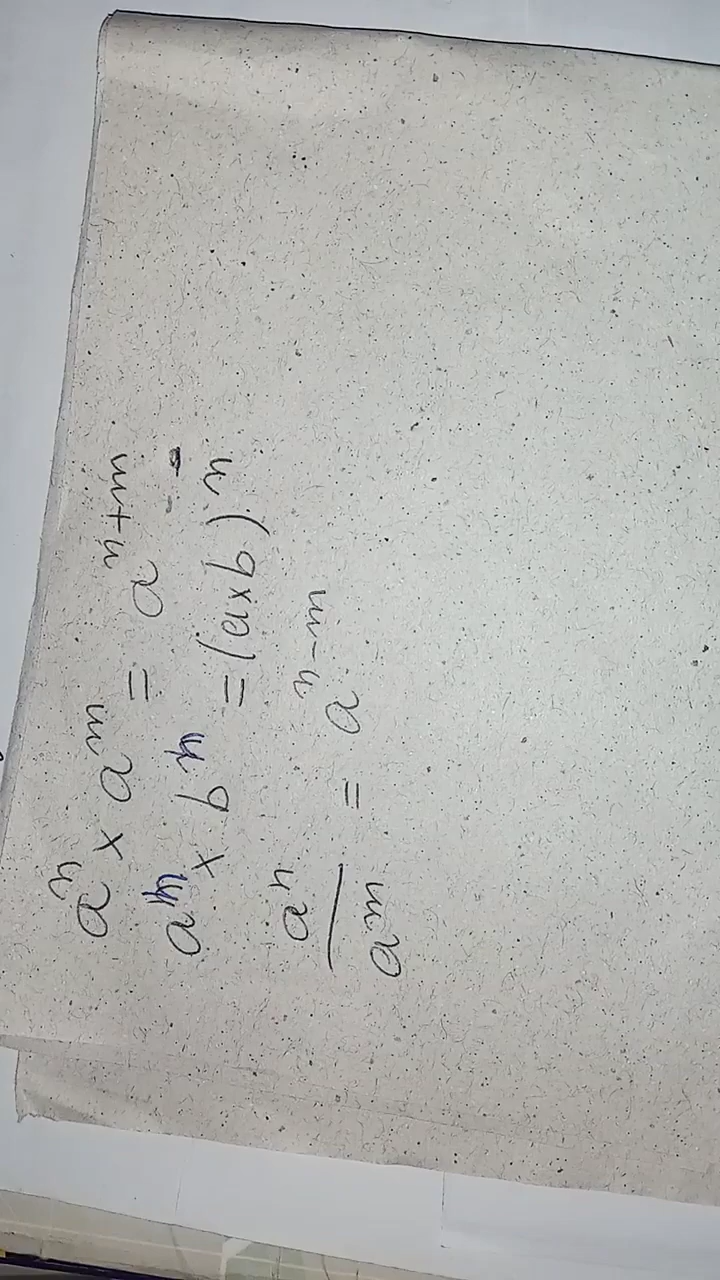 aⁿ × aᵐ = aⁿ⁺ᵐ
aⁿ × bⁿ = (a×b)ⁿ
aⁿ/aᵐ = aⁿ⁻ᵐ